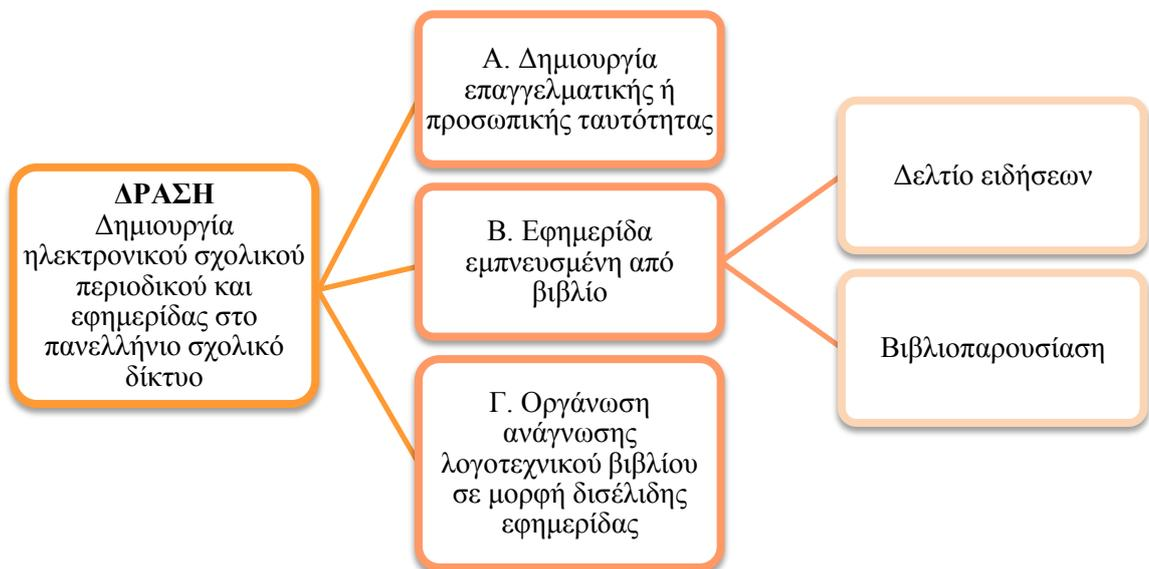 ΔΡΑΣΗ
Δημιουργία
ηλεκτρονικού σχολικού
περιοδικού και
εφημερίδας στο
πανελλήνιο σχολικό
δίκτυο
Α. Δημιουργία
επαγγελματικής ή
προσωπικής ταυτότητας
Β. Εφημερίδα
εμπνευσμένη από
βιβλίο
Γ. Οργάνωση
ανάγνωσης
λογοτεχνικού βιβλίου
σε μορφή δισέλιδης
εφημερίδας
Δελτίο ειδήσεων
Βιβλιοπαρουσίαση